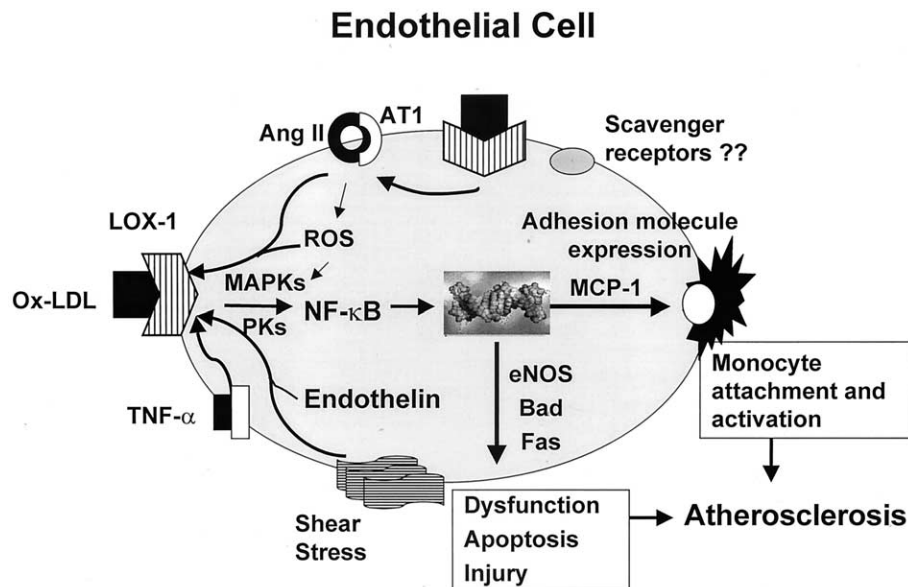 Endothelial Cell
Ang II
AT1
Scavenger
receptors ??
LOX-1
ROS
Adhesion molecule
expression
MAPKs
Ox-LDL
NF-κB
MCP-1
PKs
eNOS
Bad
Fas
Endothelin
TNF-α
Monocyte
attachment and
activation
Shear
Stress
Dysfunction
Apoptosis
Injury
Atherosclerosis